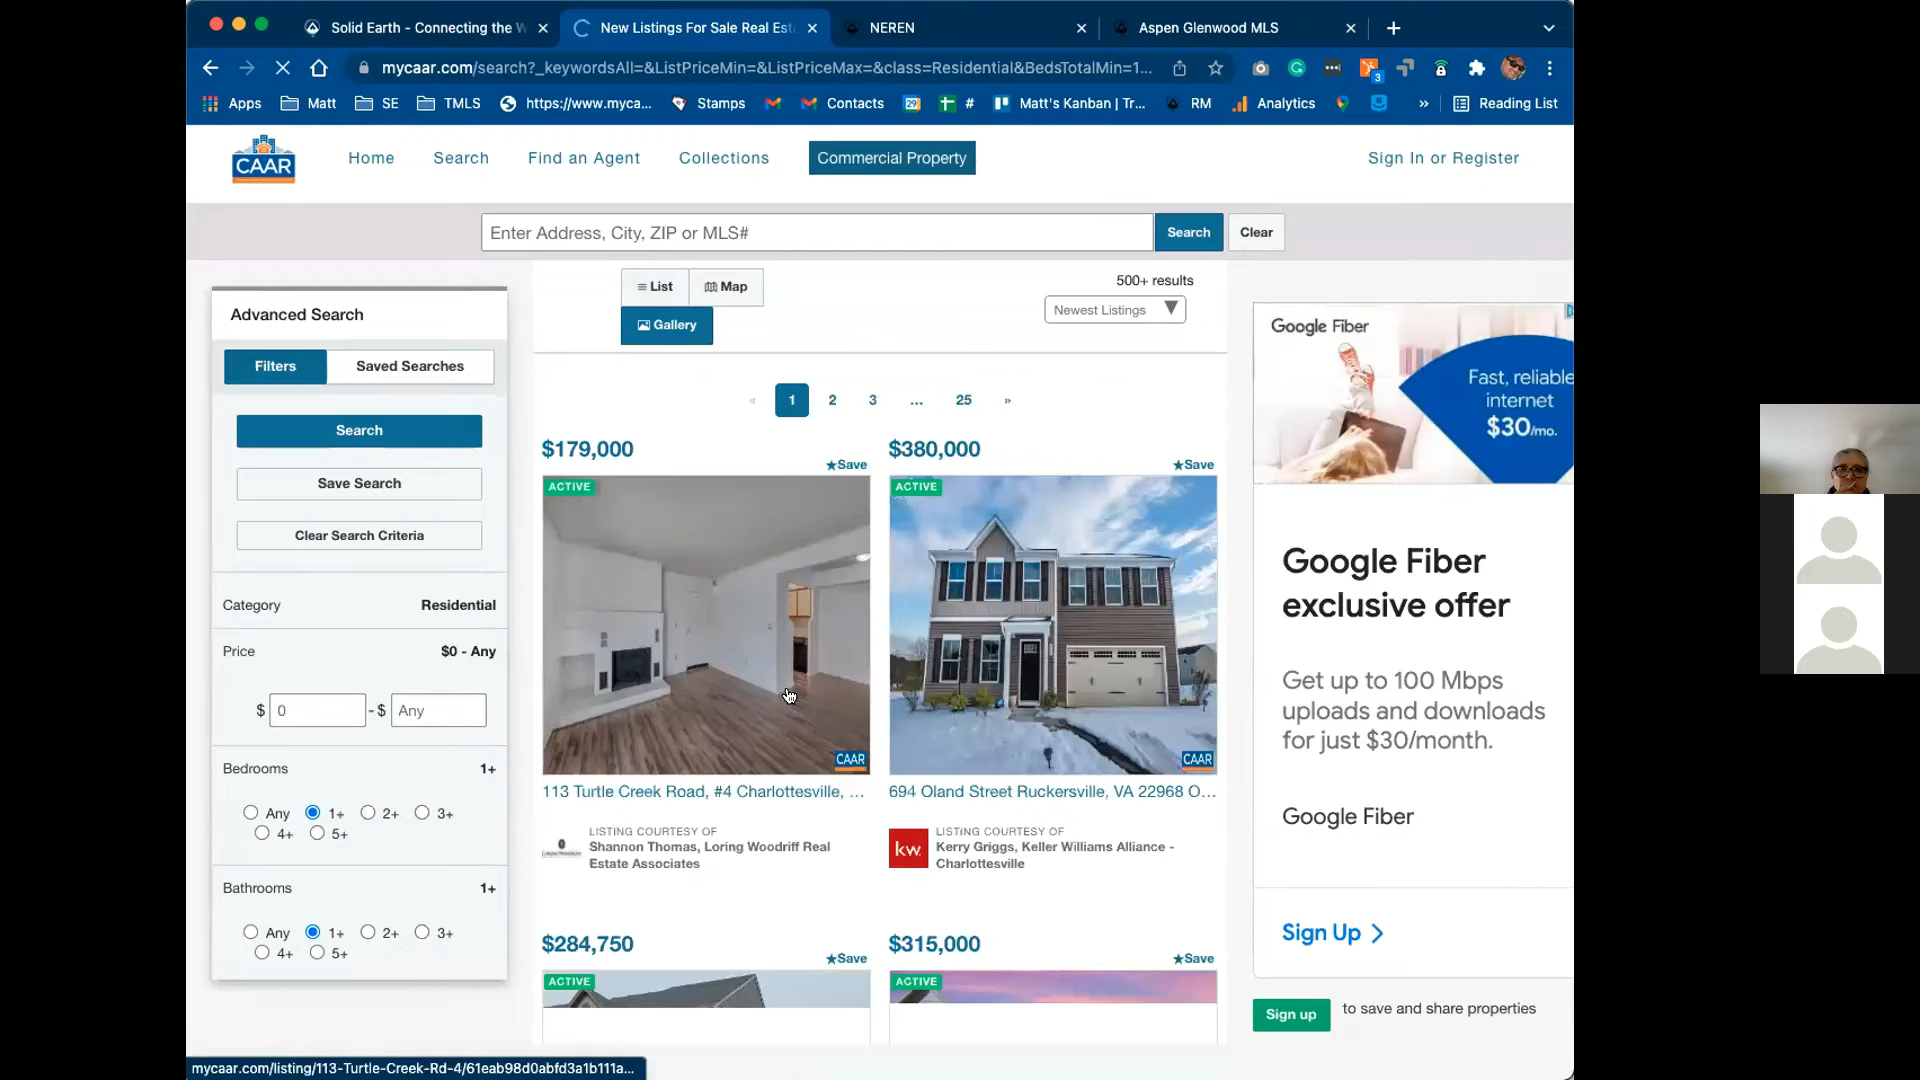 Solid Earth - Connecting the W
New Listings For Sale Real Est
NEREN
Aspen Glenwood MLS
mycaar.com/search?_keywordsAll=&ListPriceMin=&ListPriceMax=&class=Residential&BedsTotalMin=1...
3
Apps
Matt
SE
TMLS
https://www.myca...
Stamps
Contacts
#
Matt's Kanban | Tr...
RM
Analytics
»
Reading List
CAAR
Home
Search
Find an Agent
Collections
Commercial Property
Sign In or Register
Enter Address, City, ZIP or MLS#
Search
Clear
Advanced Search
Filters
Saved Searches
Search
Save Search
Clear Search Criteria
Category
Residential
Price
$0 - Any
$ 0 - $ Any
Bedrooms
1+
Any 1+ 2+ 3+
4+ 5+
Bathrooms
1+
Any 1+ 2+ 3+
4+ 5+
List
Map
Gallery
500+ results
Newest Listings
« 1 2 3 ... 25 »
$179,000
★Save
ACTIVE
CAAR
113 Turtle Creek Road, #4 Charlottesville, ...
LISTING COURTESY OF
Shannon Thomas, Loring Woodriff Real
Estate Associates
$380,000
★Save
ACTIVE
CAAR
694 Oland Street Ruckersville, VA 22968 O...
kw
LISTING COURTESY OF
Kerry Griggs, Keller Williams Alliance -
Charlottesville
$284,750
★Save
ACTIVE
$315,000
★Save
ACTIVE
Google Fiber
Fast, reliable
internet
$30/mo.
Google Fiber
exclusive offer
Get up to 100 Mbps
uploads and downloads
for just $30/month.
Google Fiber
Sign Up
Sign up
to save and share properties
mycaar.com/listing/113-Turtle-Creek-Rd-4/61eab98d0abfd3a1b111a...